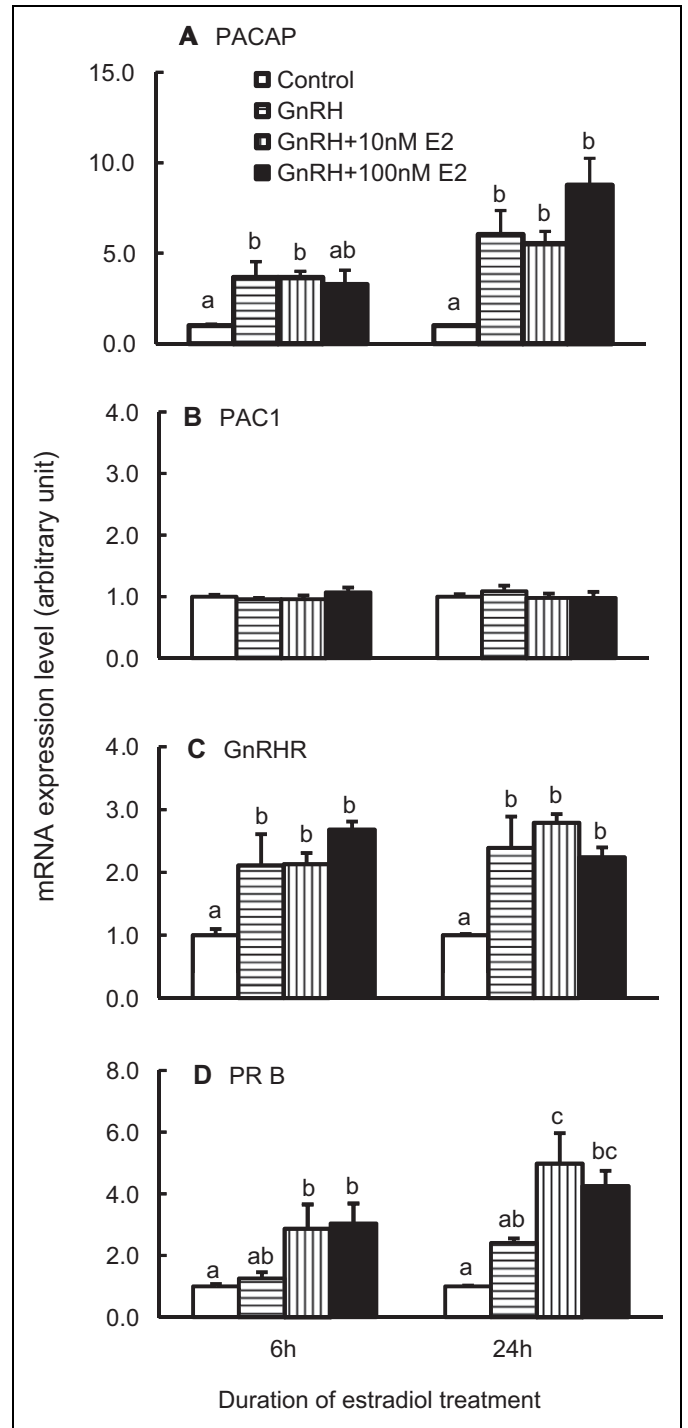 A PACAP
15.0
10.0
5.0
0.0
Control
GnRH
GnRH+10nM E2
GnRH+100nM E2
a
b
b
ab
a
b
b
b
B PAC1
4.0
3.0
2.0
1.0
0.0
mRNA expression level (arbitrary unit)
C GnRHR
4.0
3.0
2.0
1.0
0.0
a
b
b
b
a
b
b
b
D PR B
8.0
6.0
4.0
2.0
0.0
a
ab
b
b
a
ab
c
bc
6h 24h
Duration of estradiol treatment